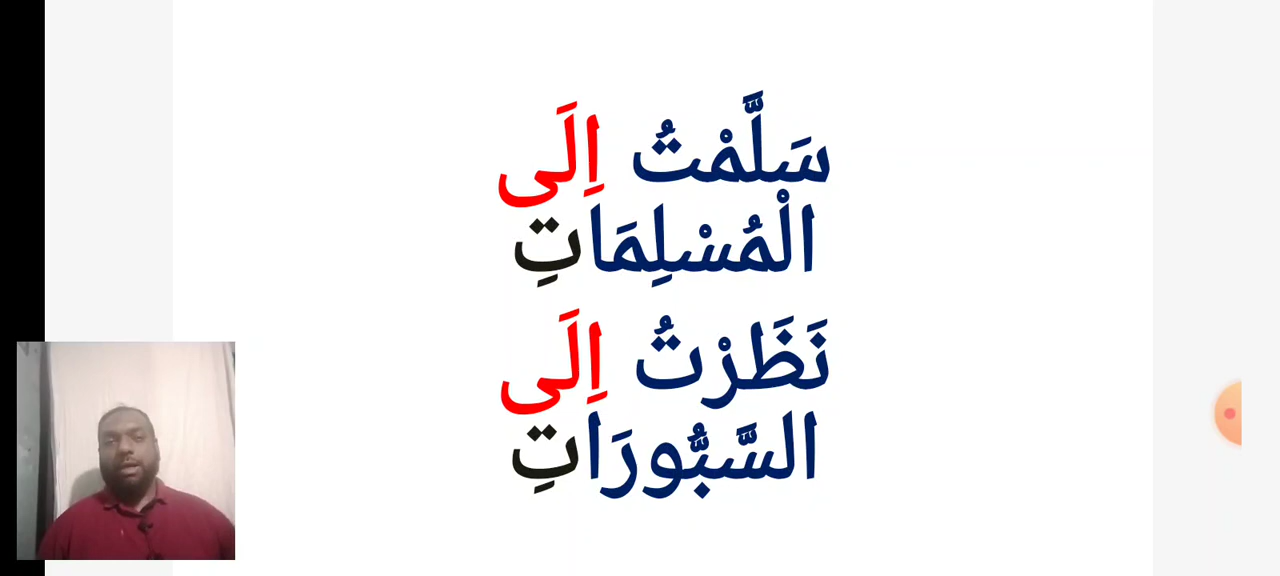 سَلَّمْتُ اِلَى
الْمُسْلِمَاتِ
نَظَرْتُ اِلَى
السَّبُّورَاتِ